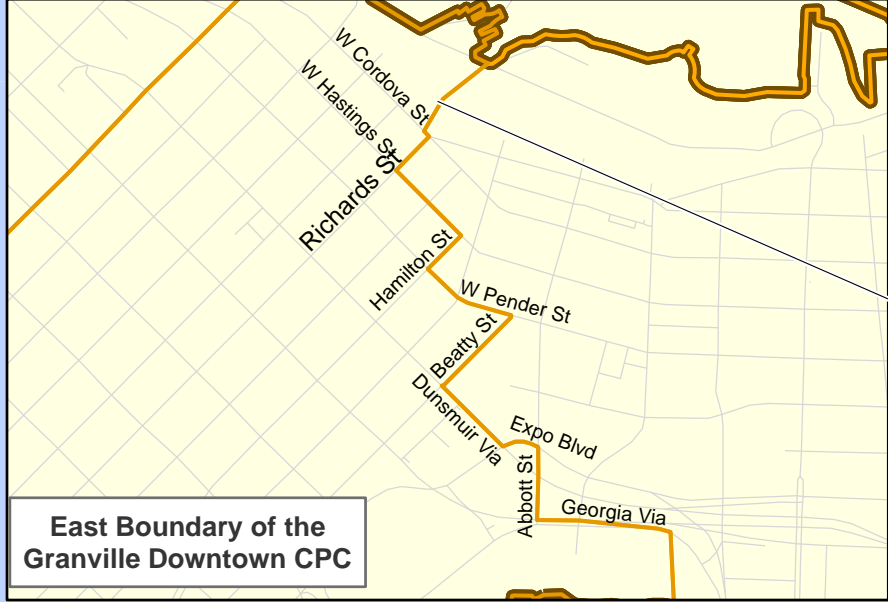 W Cordova St
W Hastings St
Richards St
Hamilton St
W Pender St
Beatty St
Dunsmuir Via
Expo Blvd
Abbott St
Georgia Via
East Boundary of the
Granville Downtown CPC